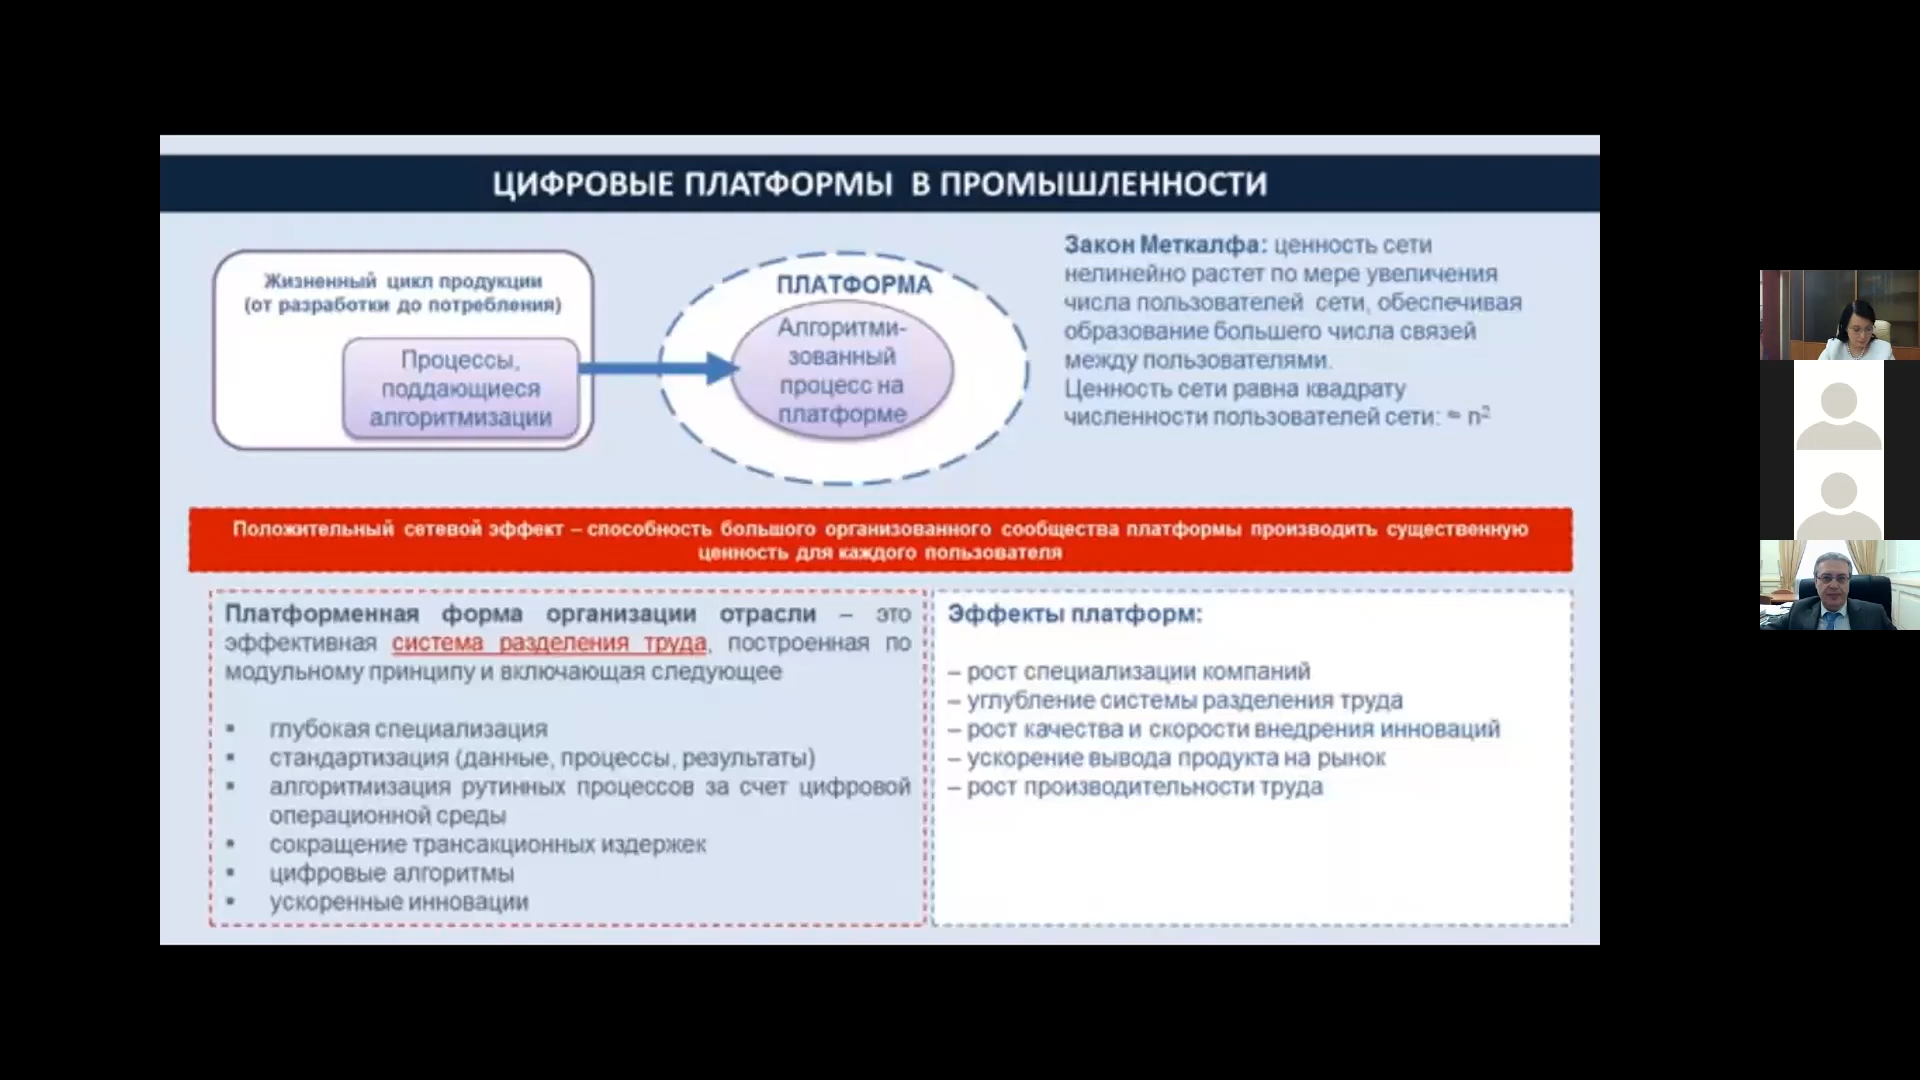 ЦИФРОВЫЕ ПЛАТФОРМЫ В ПРОМЫШЛЕННОСТИ
Жизненный цикл продукции
(от разработки до потребления)
Процессы,
поддающиеся
алгоритмизации
ПЛАТФОРМА
Алгоритми-
зованный
процесс на
платформе
Закон Меткалфа: ценность сети
нелинейно растет по мере увеличения
числа пользователей сети, обеспечивая
образование большего числа связей
между пользователями.
Ценность сети равна квадрату
численности пользователей сети: ≈ n²
Положительный сетевой эффект – способность большого организованного сообщества платформы производить существенную
ценность для каждого пользователя
Платформенная форма организации отрасли – это
эффективная система разделения труда, построенная по
модульному принципу и включающая следующее
▪ глубокая специализация
▪ стандартизация (данные, процессы, результаты)
▪ алгоритмизация рутинных процессов за счет цифровой
операционной среды
▪ сокращение трансакционных издержек
▪ цифровые алгоритмы
▪ ускоренные инновации
Эффекты платформ:
– рост специализации компаний
– углубление системы разделения труда
– рост качества и скорости внедрения инноваций
– ускорение вывода продукта на рынок
– рост производительности труда